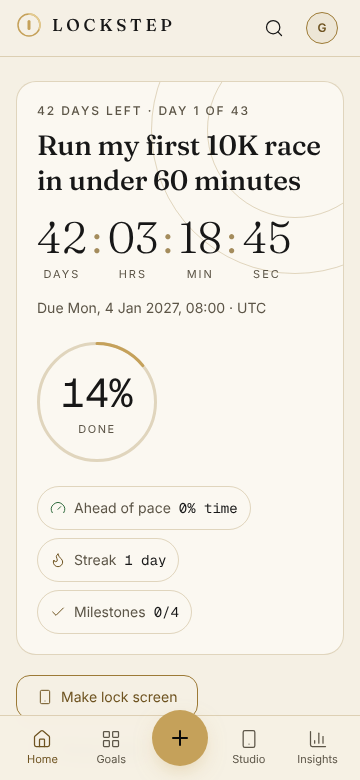 LOCKSTEP
G
42 DAYS LEFT · DAY 1 OF 43
Run my first 10K race
in under 60 minutes
42:03:18:45
DAYS HRS MIN SEC
Due Mon, 4 Jan 2027, 08:00 · UTC
14%
DONE
Ahead of pace 0% time
Streak 1 day
Milestones 0/4
Make lock screen
Home Goals + Studio Insights